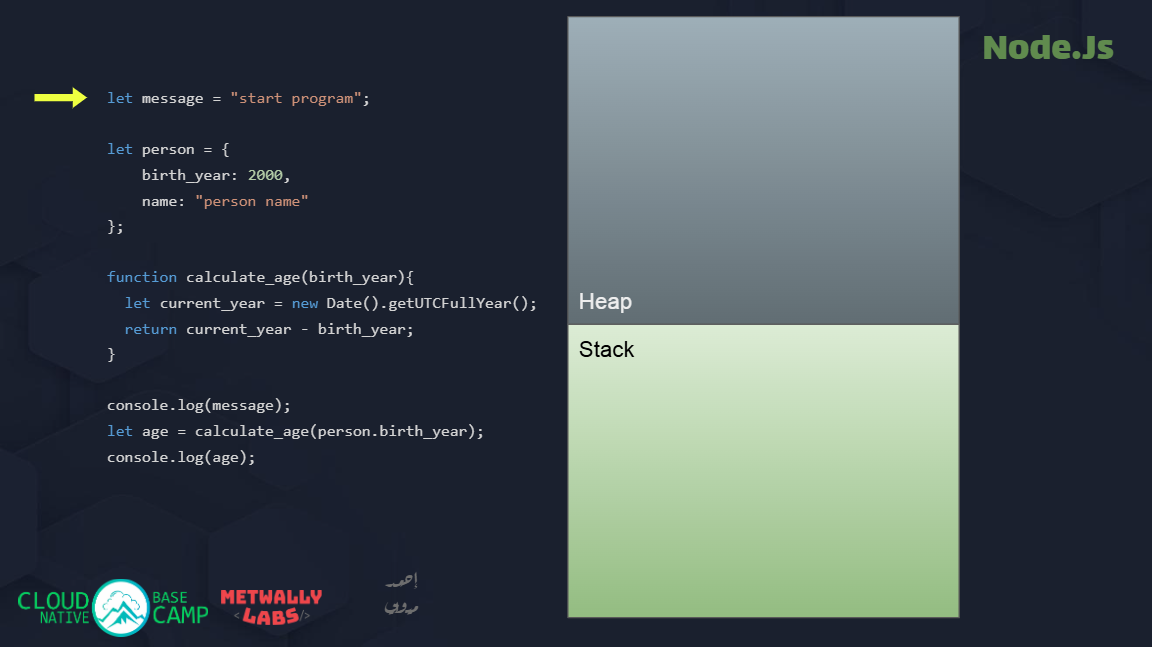 Node.Js
let message = "start program";
let person = {
    birth_year: 2000,
    name: "person name"
};
function calculate_age(birth_year){
  let current_year = new Date().getUTCFullYear();
  return current_year - birth_year;
}
console.log(message);
let age = calculate_age(person.birth_year);
console.log(age);
Heap
Stack
CLOUD NATIVE
BASE CAMP
METWALLY
<LABS/>
أحمد